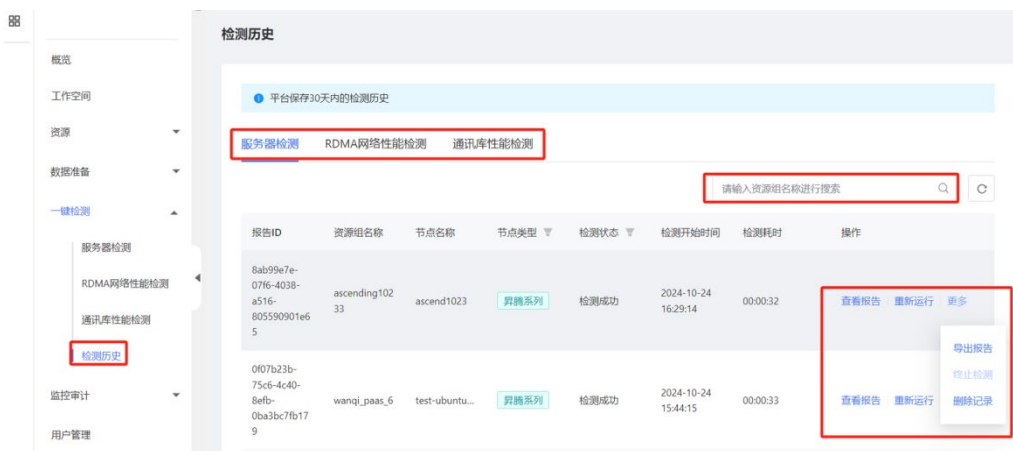 检测历史
概览
工作空间
资源
数据准备
一键检测
服务器检测
RDMA网络性能检测
通讯库性能检测
检测历史
监控审计
用户管理
平台保存30天内的检测历史
服务器检测 RDMA网络性能检测 通讯库性能检测
请输入资源组名称进行搜索
报告ID 资源组名称 节点名称 节点类型 检测状态 检测开始时间 检测耗时 操作
8ab99e7e-
07f6-4038-
a516-
805590901e6
5
ascending102
33
ascend1023
昇腾系列
检测成功
2024-10-24
16:29:14
00:00:32
查看报告 重新运行 更多
导出报告
终止检测
删除记录
0f07b23b-
75c6-4c40-
8efb-
0ba3bc7fb17
9
wanqi_paas_6
test-ubuntu...
昇腾系列
检测成功
2024-10-24
15:44:15
00:00:33
查看报告 重新运行